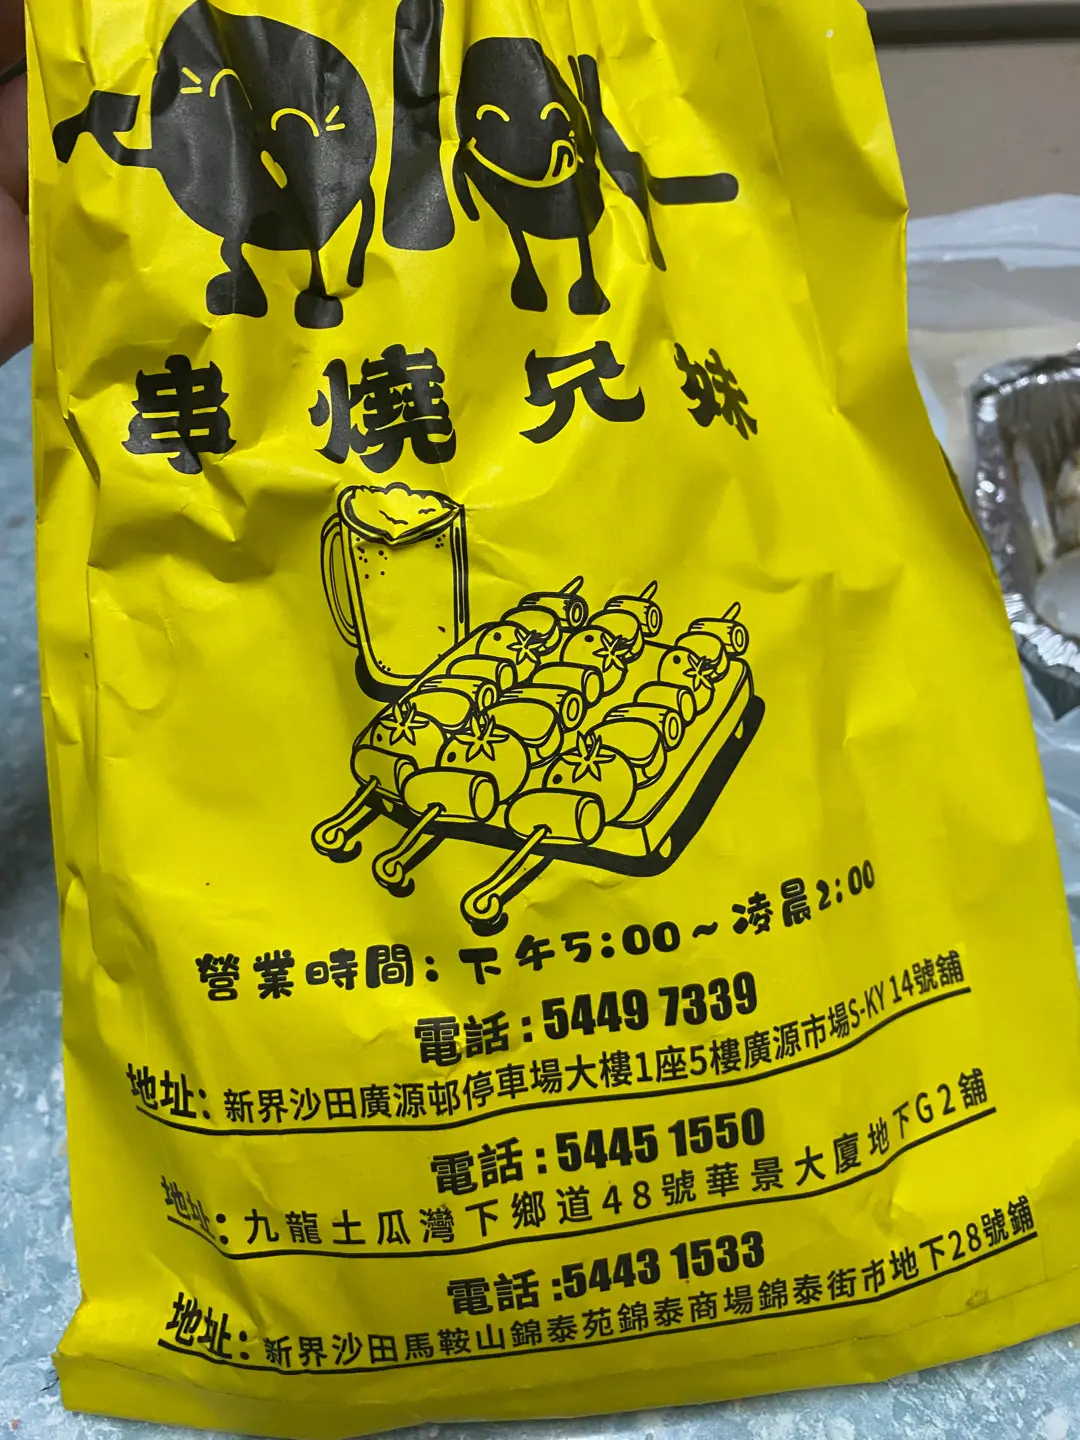 串燒兄妹
營業時間：下午5:00～凌晨2:00
電話：5449 7339
地址：新界沙田廣源邨停車場大樓1座5樓廣源市場S-KY 14號舖
電話：5445 1550
地址：九龍土瓜灣下鄉道48號華景大廈地下G2舖
電話：5443 1533
地址：新界沙田馬鞍山錦泰苑錦泰商場錦泰街市地下28號鋪